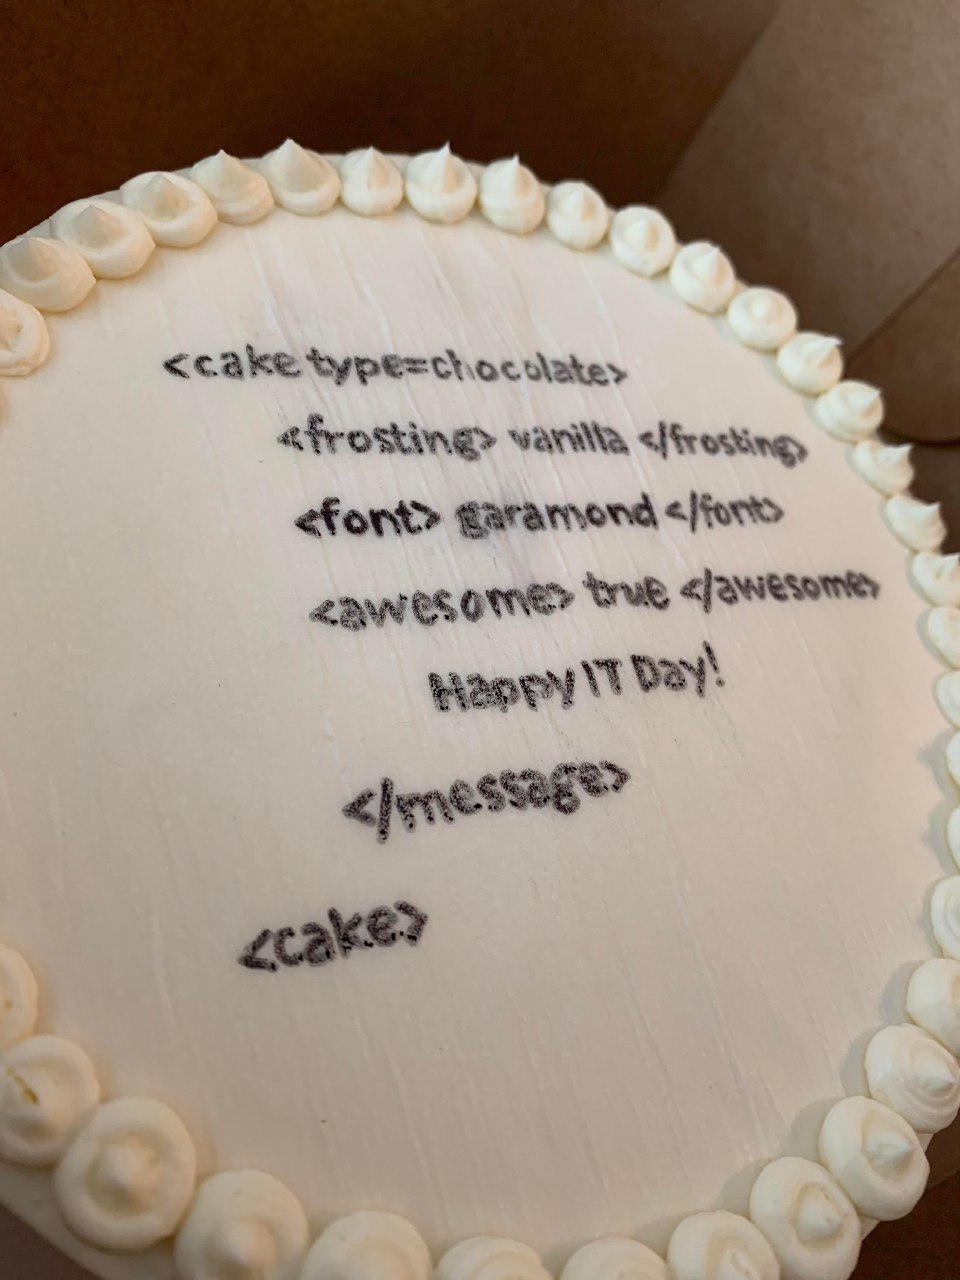 <cake type=chocolate>
<frosting> vanilla </frosting>
<font> garamond </font>
<awesome> true </awesome>
Happy IT Day!
</message>
<cake>